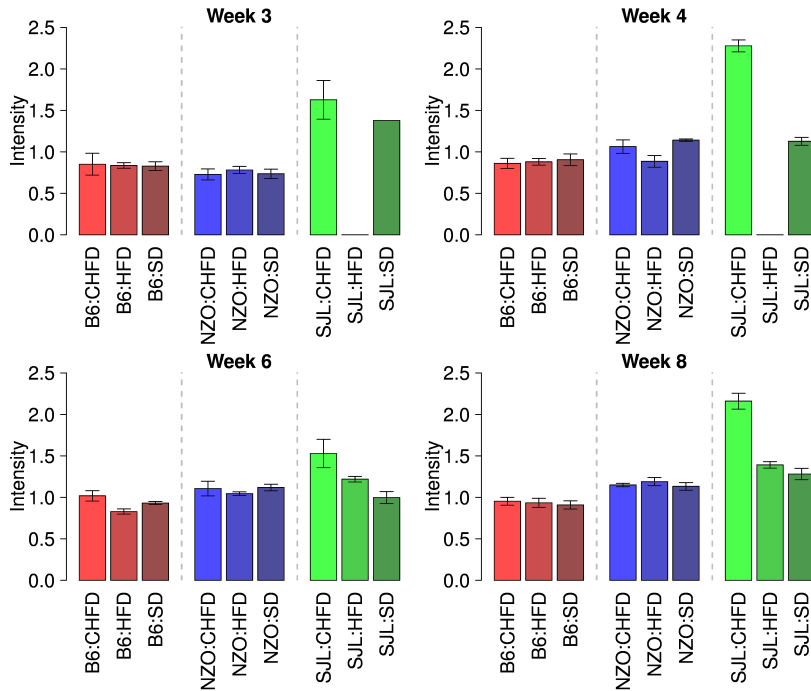 Week 3
Intensity
2.5
2.0
1.5
1.0
0.5
0.0
B6:CHFD
B6:HFD
B6:SD
NZO:CHFD
NZO:HFD
NZO:SD
SJL:CHFD
SJL:HFD
SJL:SD
Week 4
Intensity
2.5
2.0
1.5
1.0
0.5
0.0
B6:CHFD
B6:HFD
B6:SD
NZO:CHFD
NZO:HFD
NZO:SD
SJL:CHFD
SJL:HFD
SJL:SD
Week 6
Intensity
2.5
2.0
1.5
1.0
0.5
0.0
B6:CHFD
B6:HFD
B6:SD
NZO:CHFD
NZO:HFD
NZO:SD
SJL:CHFD
SJL:HFD
SJL:SD
Week 8
Intensity
2.5
2.0
1.5
1.0
0.5
0.0
B6:CHFD
B6:HFD
B6:SD
NZO:CHFD
NZO:HFD
NZO:SD
SJL:CHFD
SJL:HFD
SJL:SD